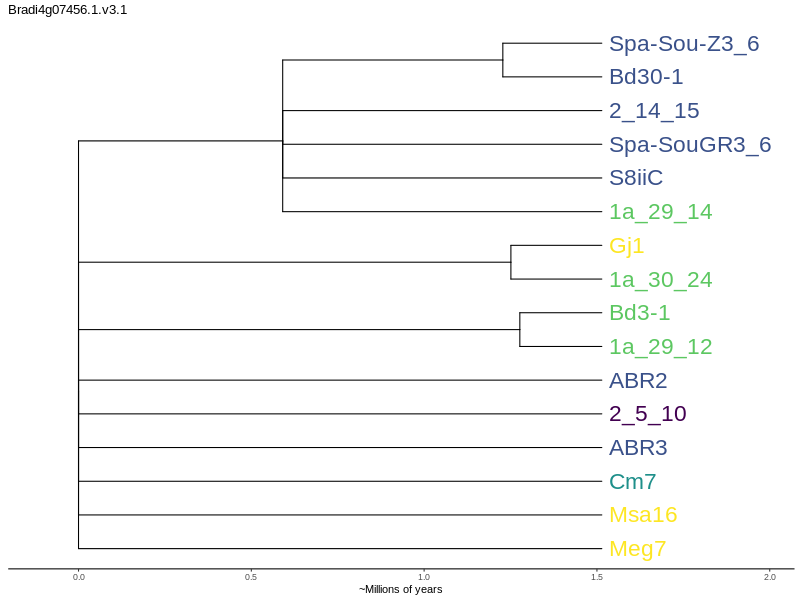 Bradi4g07456.1.v3.1
Spa-Sou-Z3_6
Bd30-1
2_14_15
Spa-SouGR3_6
S8iiC
1a_29_14
Gj1
1a_30_24
Bd3-1
1a_29_12
ABR2
2_5_10
ABR3
Cm7
Msa16
Meg7
0.0 0.5 1.0 1.5 2.0
~Millions of years